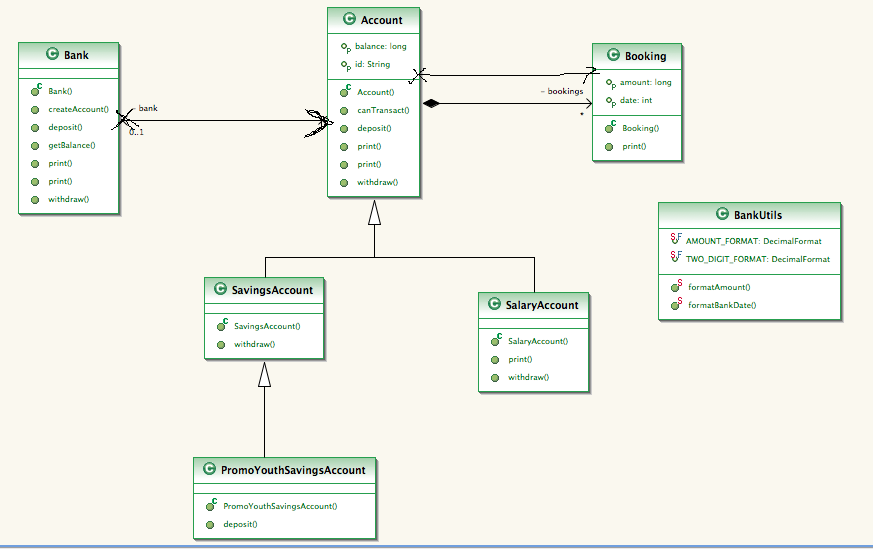 Account
balance: long
id: String
Account()
canTransact()
deposit()
print()
print()
withdraw()
Bank
Bank()
createAccount()
deposit()
getBalance()
print()
print()
withdraw()
- bank
0..1
Booking
amount: long
date: int
Booking()
print()
- bookings
*
BankUtils
AMOUNT_FORMAT: DecimalFormat
TWO_DIGIT_FORMAT: DecimalFormat
formatAmount()
formatBankDate()
SavingsAccount
SavingsAccount()
withdraw()
SalaryAccount
SalaryAccount()
print()
withdraw()
PromoYouthSavingsAccount
PromoYouthSavingsAccount()
deposit()